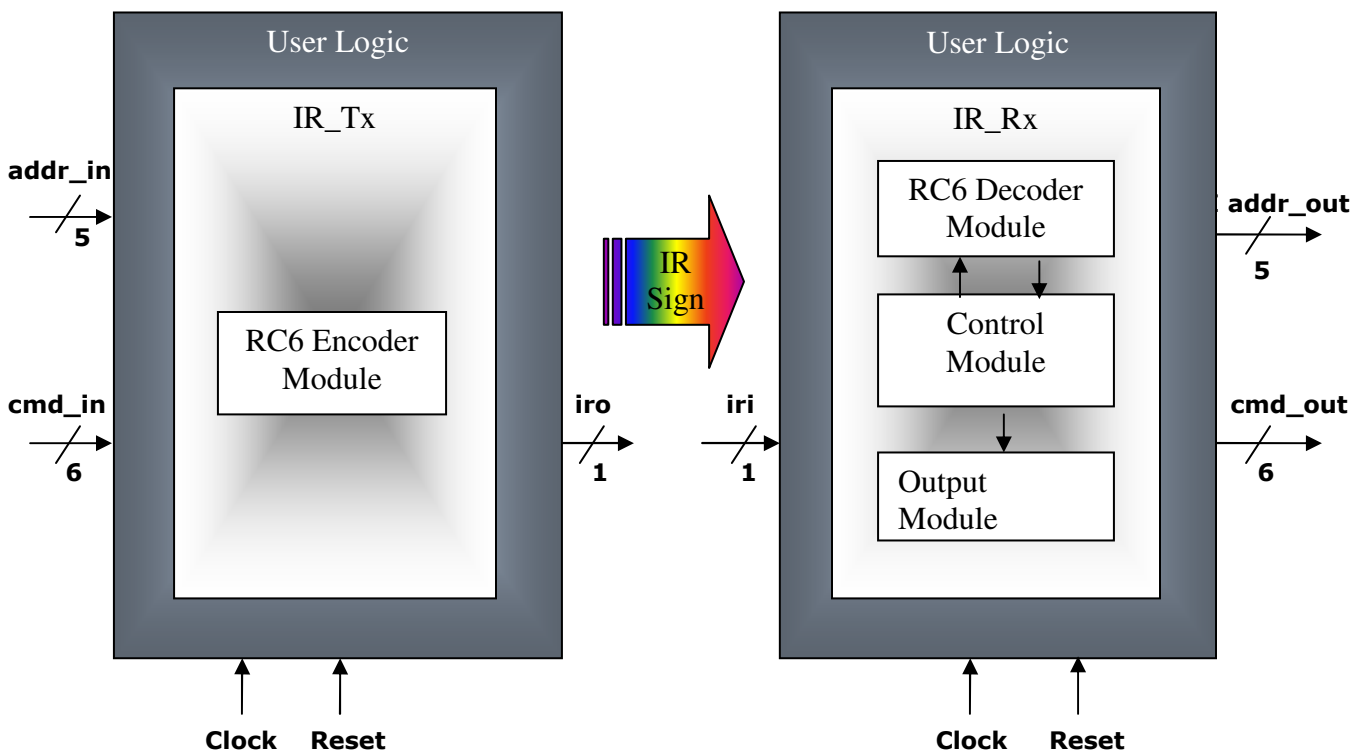 User Logic
IR_Tx
addr_in
5
RC6 Encoder
Module
cmd_in
6
iro
1
Clock
Reset
IR
Sign
User Logic
IR_Rx
RC6 Decoder
Module
Control
Module
Output
Module
iri
1
addr_out
5
cmd_out
6
Clock
Reset